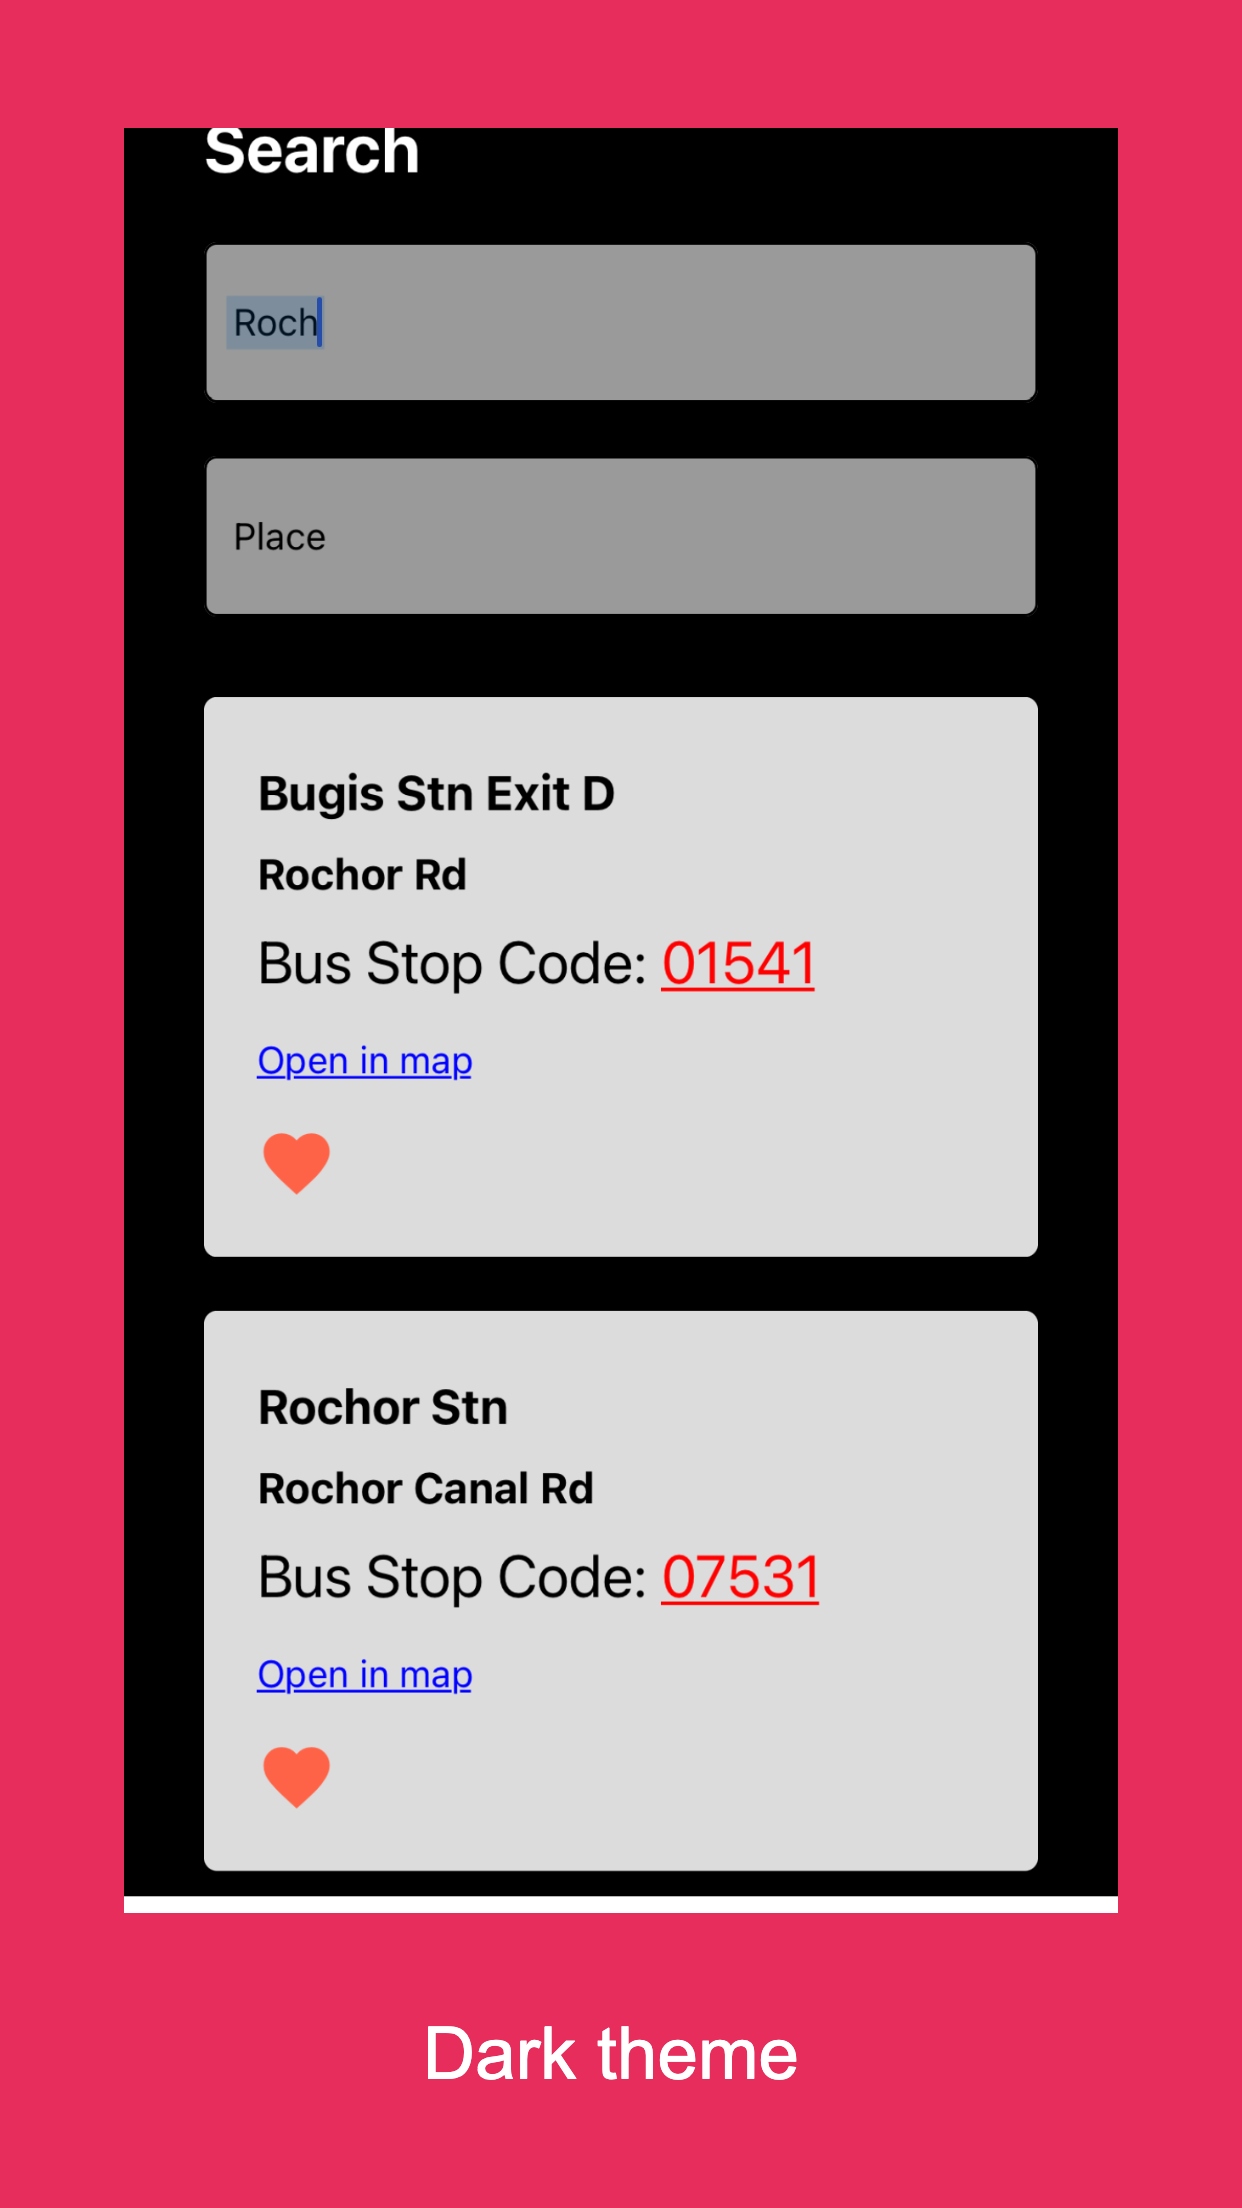 Search
Roch
Place
Bugis Stn Exit D
Rochor Rd
Bus Stop Code: 01541
Open in map
Rochor Stn
Rochor Canal Rd
Bus Stop Code: 07531
Open in map
Dark theme